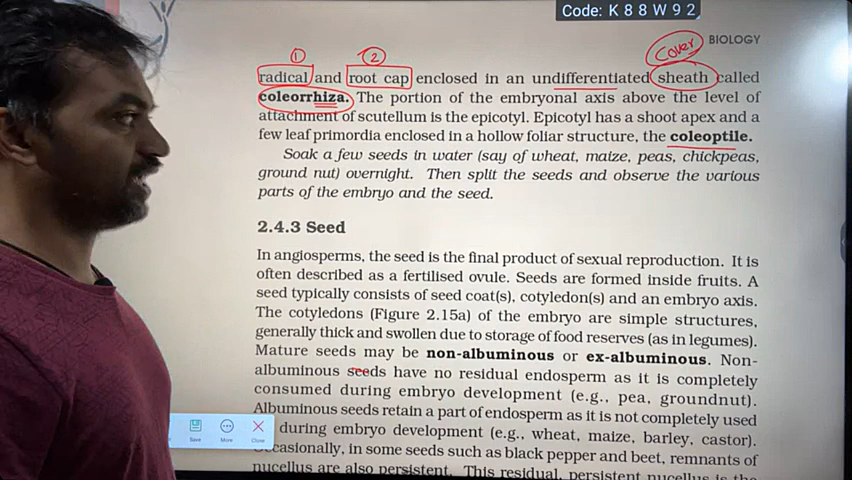 Code: K 8 8 W 9 2
BIOLOGY
Cover
1 2
radical and root cap enclosed in an undifferentiated sheath called
coleorrhiza. The portion of the embryonal axis above the level of
attachment of scutellum is the epicotyl. Epicotyl has a shoot apex and a
few leaf primordia enclosed in a hollow foliar structure, the coleoptile.
Soak a few seeds in water (say of wheat, maize, peas, chickpeas,
ground nut) overnight. Then split the seeds and observe the various
parts of the embryo and the seed.
2.4.3 Seed
In angiosperms, the seed is the final product of sexual reproduction. It is
often described as a fertilised ovule. Seeds are formed inside fruits. A
seed typically consists of seed coat(s), cotyledon(s) and an embryo axis.
The cotyledons (Figure 2.15a) of the embryo are simple structures,
generally thick and swollen due to storage of food reserves (as in legumes).
Mature seeds may be non-albuminous or ex-albuminous. Non-
albuminous seeds have no residual endosperm as it is completely
consumed during embryo development (e.g., pea, groundnut).
Albuminous seeds retain a part of endosperm as it is not completely used
during embryo development (e.g., wheat, maize, barley, castor).
Occasionally, in some seeds such as black pepper and beet, remnants of
nucellus are also persistent. This residual, persistent nucellus is the
Save More Close